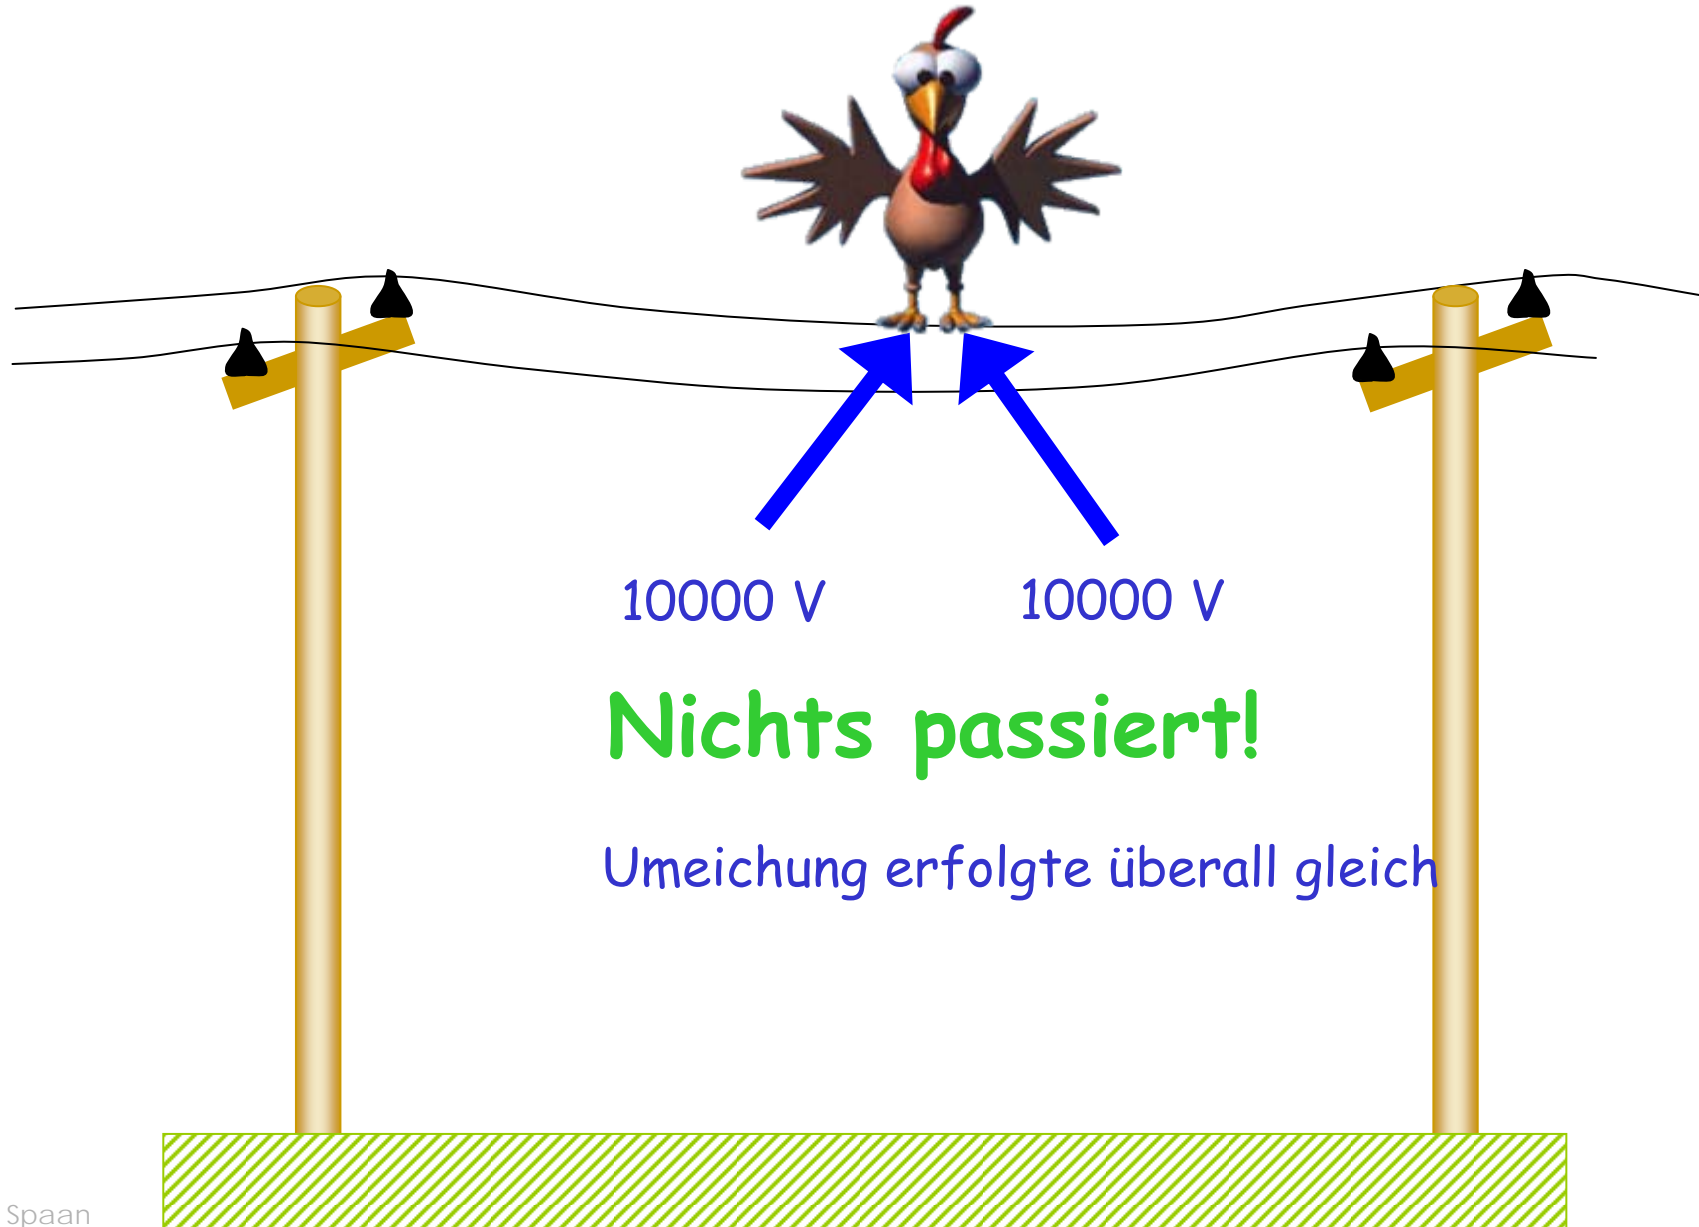 10000 V 10000 V
Nichts passiert!
Umeichung erfolgte überall gleich
Spaan